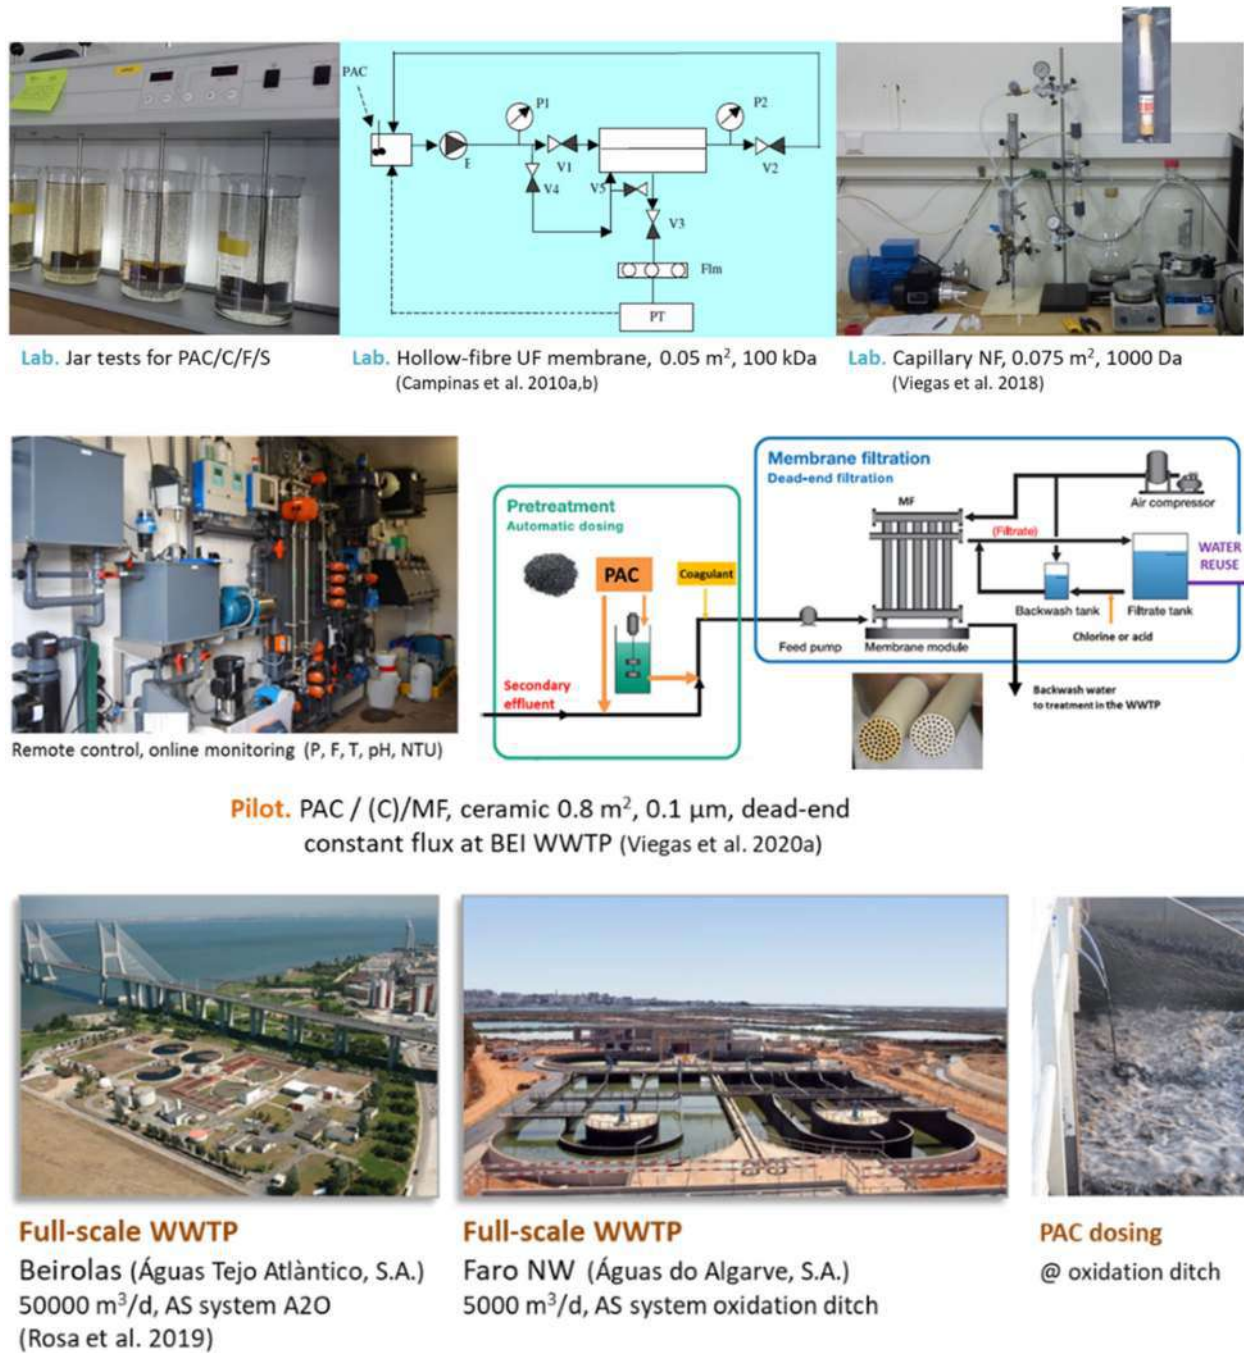 PAC
P1
P2
B
V1
V2
V4
V5
V3
Flm
PT
Lab. Jar tests for PAC/C/F/S
Lab. Hollow-fibre UF membrane, 0.05 m², 100 kDa
(Campinas et al. 2010a,b)
Lab. Capillary NF, 0.075 m², 1000 Da
(Viegas et al. 2018)
Pretreatment
Automatic dosing
PAC
Coagulant
Secondary
effluent
Membrane filtration
Dead-end filtration
MF
Air compressor
(Filtrate)
WATER
REUSE
Backwash tank
Filtrate tank
Chlorine or acid
Feed pump
Membrane module
Backwash water
to treatment in the WWTP
Remote control, online monitoring (P, F, T, pH, NTU)
Pilot. PAC / (C)/MF, ceramic 0.8 m², 0.1 µm, dead-end
constant flux at BEI WWTP (Viegas et al. 2020a)
Full-scale WWTP
Beirolas (Águas Tejo Atlàntico, S.A.)
50000 m³/d, AS system A2O
(Rosa et al. 2019)
Full-scale WWTP
Faro NW (Águas do Algarve, S.A.)
5000 m³/d, AS system oxidation ditch
PAC dosing
@ oxidation ditch